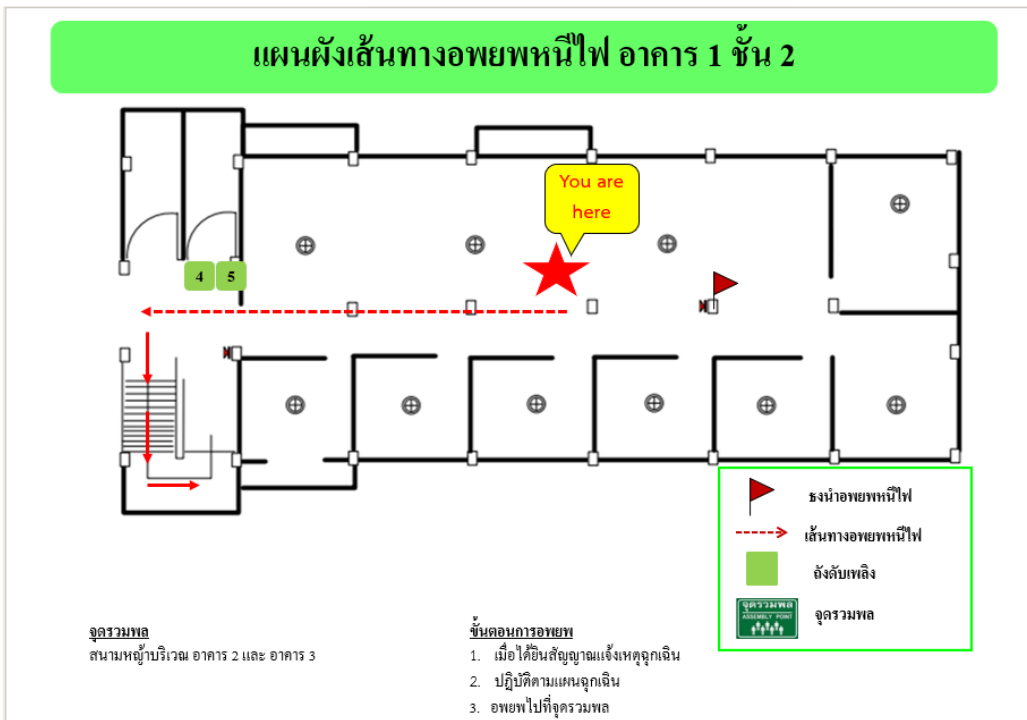 แผนผังเส้นทางอพยพหนีไฟ อาคาร 1 ชั้น 2
You are
here
4 5
ธงนำอพยพหนีไฟ
เส้นทางอพยพหนีไฟ
ถังดับเพลิง
จุดรวมพล
ASSEMBLY POINT
จุดรวมพล
จุดรวมพล
สนามหญ้าบริเวณ อาคาร 2 และ อาคาร 3
ขั้นตอนการอพยพ
1. เมื่อได้ยินสัญญาณแจ้งเหตุฉุกเฉิน
2. ปฏิบัติตามแผนฉุกเฉิน
3. อพยพไปที่จุดรวมพล